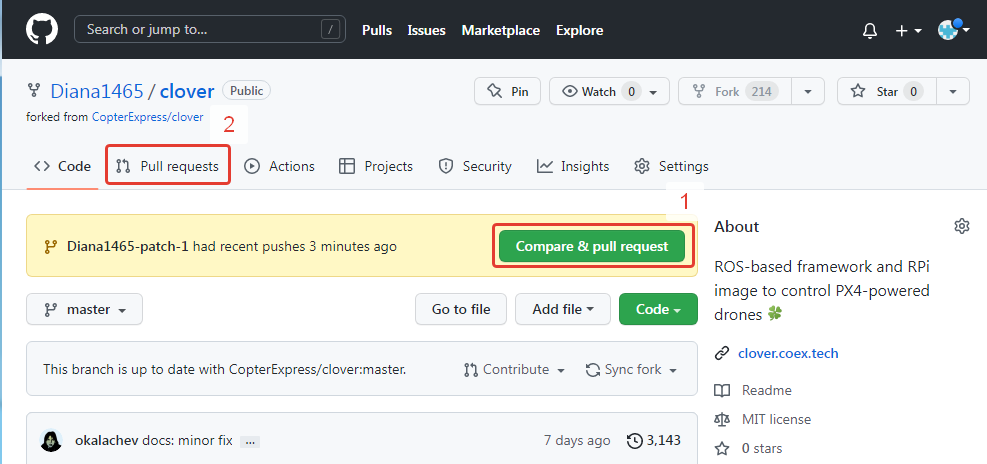 Search or jump to... /
Pulls Issues Marketplace Explore
Diana1465 / clover Public
Pin
Watch 0
Fork 214
Star 0
forked from CopterExpress/clover
2
Code
Pull requests
Actions
Projects
Security
Insights
Settings
1
Diana1465-patch-1 had recent pushes 3 minutes ago
Compare & pull request
master
Go to file
Add file
Code
This branch is up to date with CopterExpress/clover:master.
Contribute
Sync fork
okalachev docs: minor fix ...
7 days ago
3,143
About
ROS-based framework and RPi
image to control PX4-powered
drones 🍀
clover.coex.tech
Readme
MIT license
0 stars